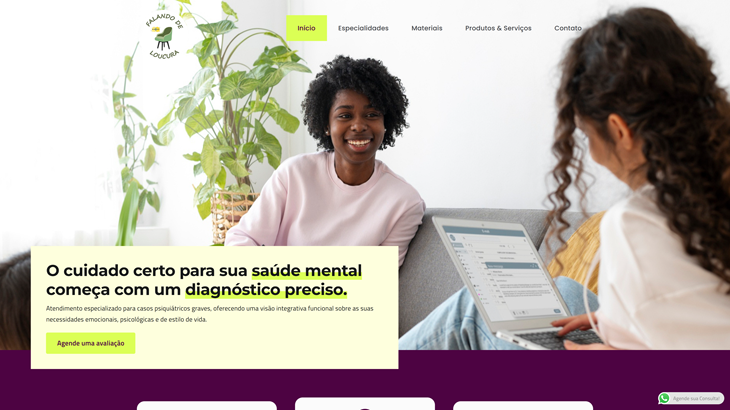 FALANDO DE
LOUCURA
Início
Especialidades
Materiais
Produtos & Serviços
Contato
O cuidado certo para sua saúde mental
começa com um diagnóstico preciso.
Atendimento especializado para casos psiquiátricos graves, oferecendo uma visão integrativa funcional sobre as suas
necessidades emocionais, psicológicas e de estilo de vida.
Agende uma avaliação
Agende sua Consulta!